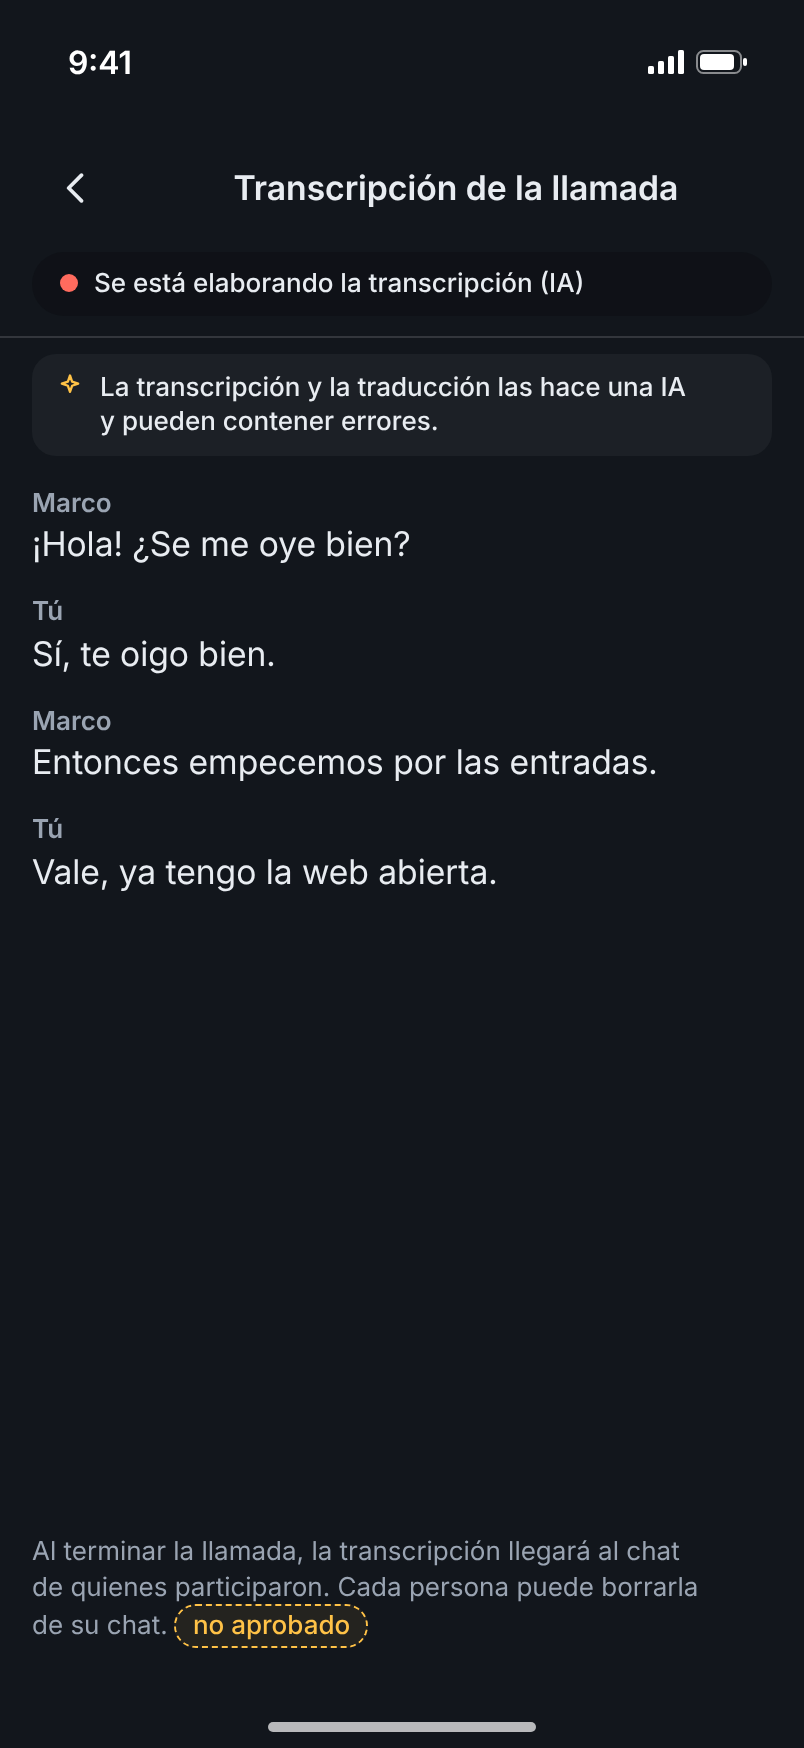 9:41
Transcripción de la llamada
Se está elaborando la transcripción (IA)
La transcripción y la traducción las hace una IA
y pueden contener errores.
Marco
¡Hola! ¿Se me oye bien?
Tú
Sí, te oigo bien.
Marco
Entonces empecemos por las entradas.
Tú
Vale, ya tengo la web abierta.
Al terminar la llamada, la transcripción llegará al chat
de quienes participaron. Cada persona puede borrarla
de su chat. no aprobado